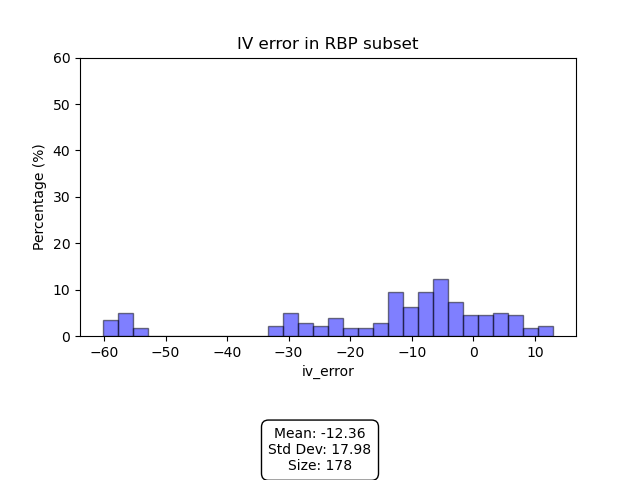 IV error in RBP subset
60
50
40
30
20
10
0
Percentage (%)
−60 −50 −40 −30 −20 −10 0 10
iv_error
Mean: -12.36
Std Dev: 17.98
Size: 178